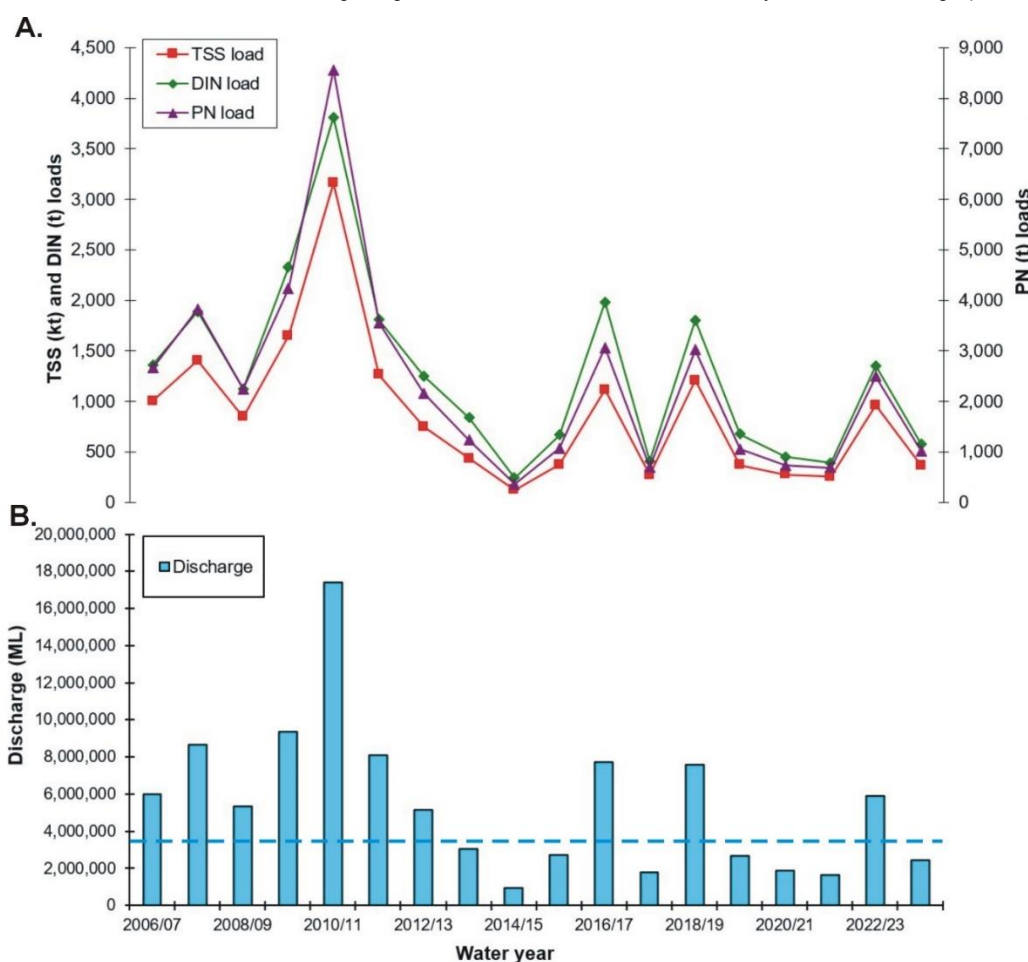 A.
TSS load
DIN load
PN load
4,500
4,000
3,500
3,000
2,500
2,000
1,500
1,000
500
0
TSS (kt) and DIN (t) loads
9,000
8,000
7,000
6,000
5,000
4,000
3,000
2,000
1,000
0
PN (t) loads
B.
Discharge
20,000,000
18,000,000
16,000,000
14,000,000
12,000,000
10,000,000
8,000,000
6,000,000
4,000,000
2,000,000
0
Discharge (ML)
2006/07 2008/09 2010/11 2012/13 2014/15 2016/17 2018/19 2020/21 2022/23
Water year